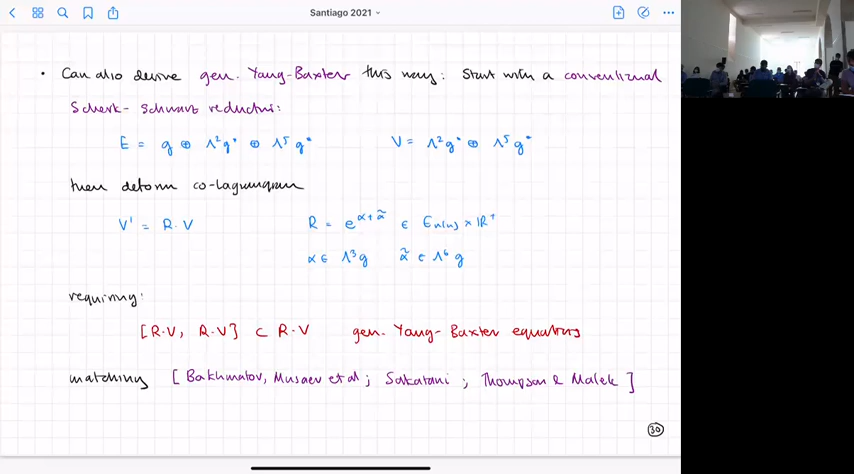 Santiago 2021
• Can also derive gen. Yang-Baxter this way: start with a conventional
Scherk-Schwarz reduction:
E = g ⊕ Λ²g* ⊕ Λ⁵g*    V = Λ²g* ⊕ Λ⁵g*
then deform co-Lagrangian
V' = R·V    R = e^{α+α̃} ∈ E_{n(n)} × ℝ⁺
α ∈ Λ³g    α̃ ∈ Λ⁶g
requiring:
[R·V, R·V] ⊂ R·V    gen. Yang-Baxter equations
matching [Bakhmatov, Musaev et al; Sakatani; Thompson & Malek]
30